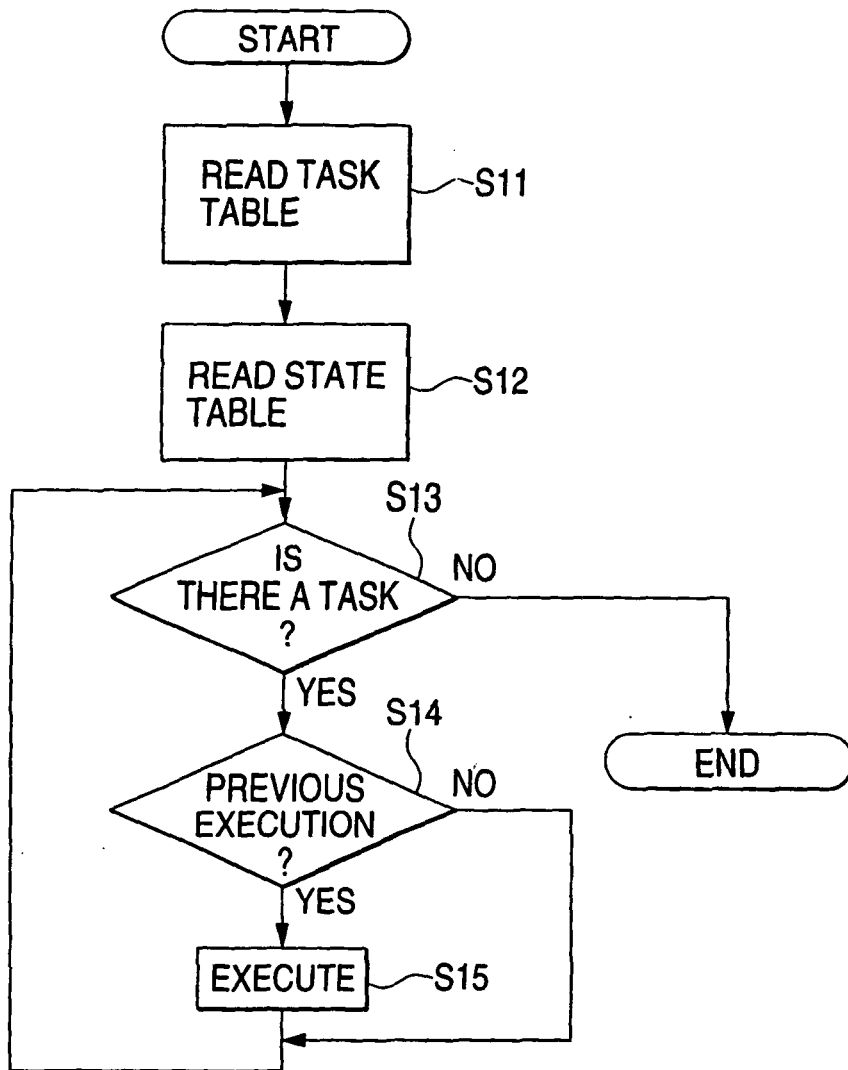 START
READ TASK
TABLE
S11
READ STATE
TABLE
S12
S13
IS
THERE A TASK
?
NO
YES
S14
PREVIOUS
EXECUTION
?
NO
END
YES
EXECUTE
S15